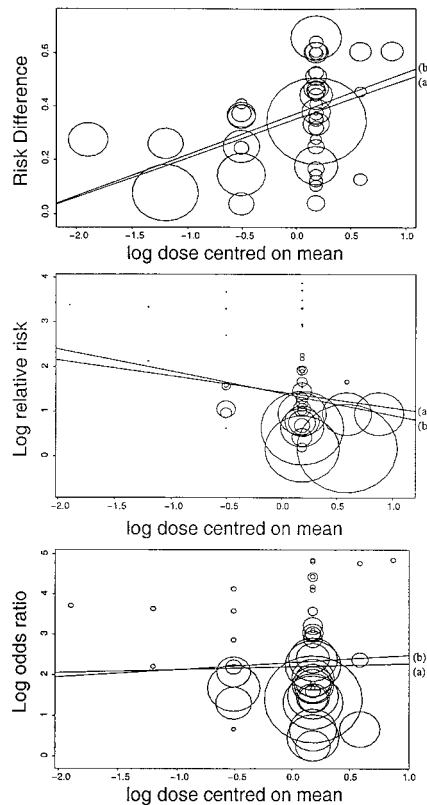 Risk Difference
0.6
0.4
0.2
0.0
(b
(a
-2.0 -1.5 -1.0 -0.5 0.0 0.5 1.0
log dose centred on mean
Log relative risk
4
3
2
1
0
(a
(b
-2.0 -1.5 -1.0 -0.5 0.0 0.5 1.0
log dose centred on mean
Log odds ratio
5
4
3
2
1
0
(b)
(a)
-2.0 -1.5 -1.0 -0.5 0.0 0.5 1.0
log dose centred on mean